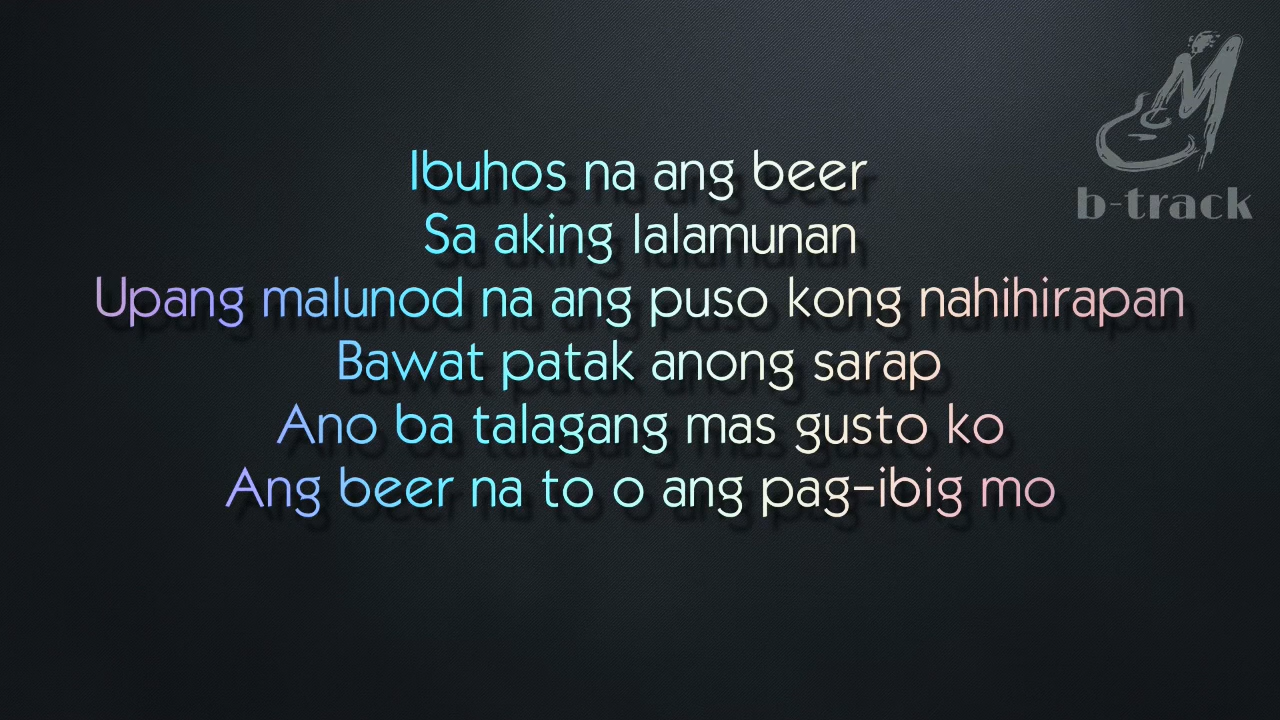 Ibuhos na ang beer
Sa aking lalamunan
Upang malunod na ang puso kong nahihirapan
Bawat patak anong sarap
Ano ba talagang mas gusto ko
Ang beer na to o ang pag-ibig mo
M
b-track